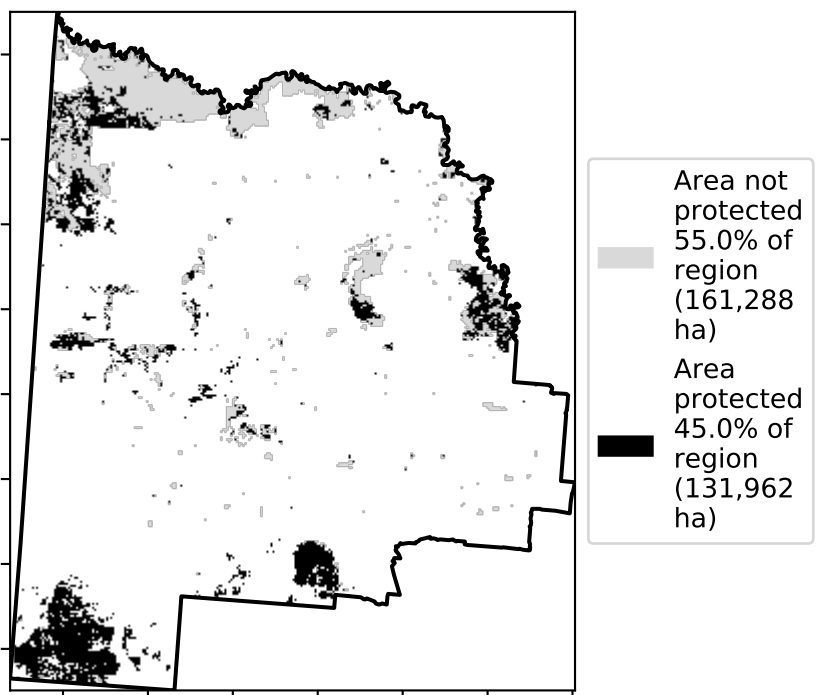 Area not
protected
55.0% of
region
(161,288
ha)
Area
protected
45.0% of
region
(131,962
ha)